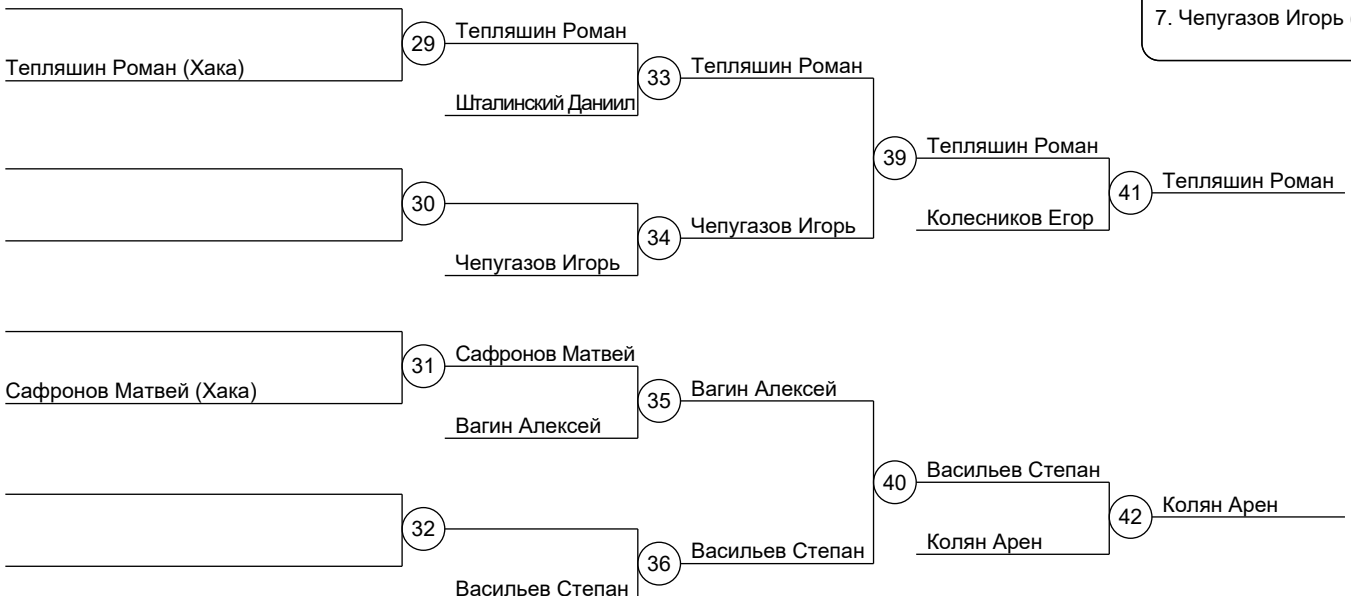 7. Чепугазов Игорь (
29
Тепляшин Роман
Тепляшин Роман (Хака)
33
Тепляшин Роман
Шталинский Даниил
39
Тепляшин Роман
41
Тепляшин Роман
30
34
Чепугазов Игорь
Колесников Егор
Чепугазов Игорь
31
Сафронов Матвей
Сафронов Матвей (Хака)
35
Вагин Алексей
Вагин Алексей
40
Васильев Степан
42
Колян Арен
32
36
Васильев Степан
Колян Арен
Васильев Степан